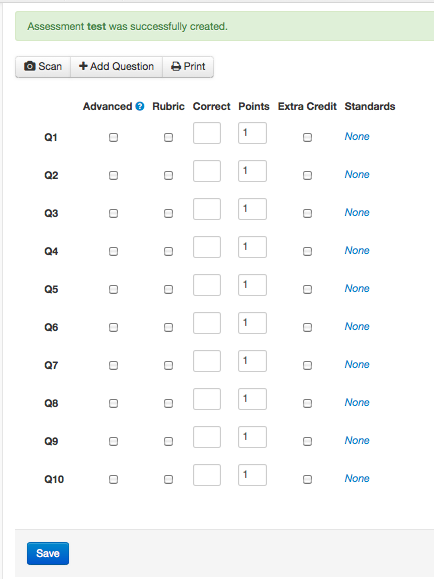 Assessment test was successfully created.
Scan Add Question Print
Advanced ? Rubric Correct Points Extra Credit Standards
Q1 1 None
Q2 1 None
Q3 1 None
Q4 1 None
Q5 1 None
Q6 1 None
Q7 1 None
Q8 1 None
Q9 1 None
Q10 1 None
Save